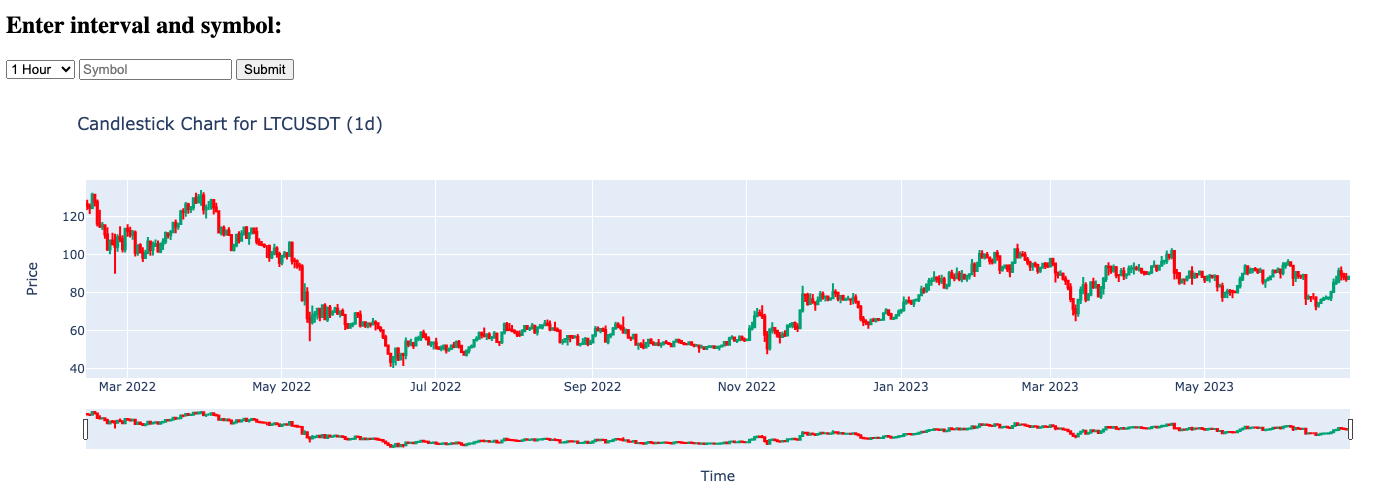 Enter interval and symbol:
1 Hour Symbol Submit
Candlestick Chart for LTCUSDT (1d)
Price
120
100
80
60
40
Mar 2022 May 2022 Jul 2022 Sep 2022 Nov 2022 Jan 2023 Mar 2023 May 2023
Time